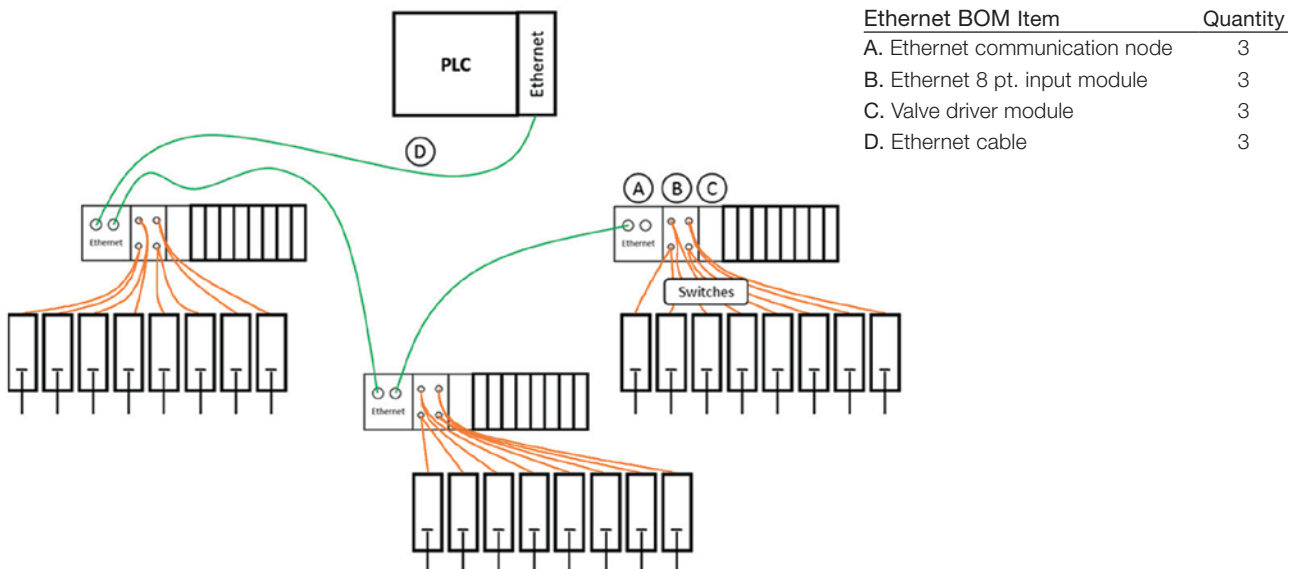 Ethernet BOM Item Quantity
A. Ethernet communication node 3
B. Ethernet 8 pt. input module 3
C. Valve driver module 3
D. Ethernet cable 3
PLC
Ethernet
D
A B C
Ethernet
Ethernet
Switches
Ethernet